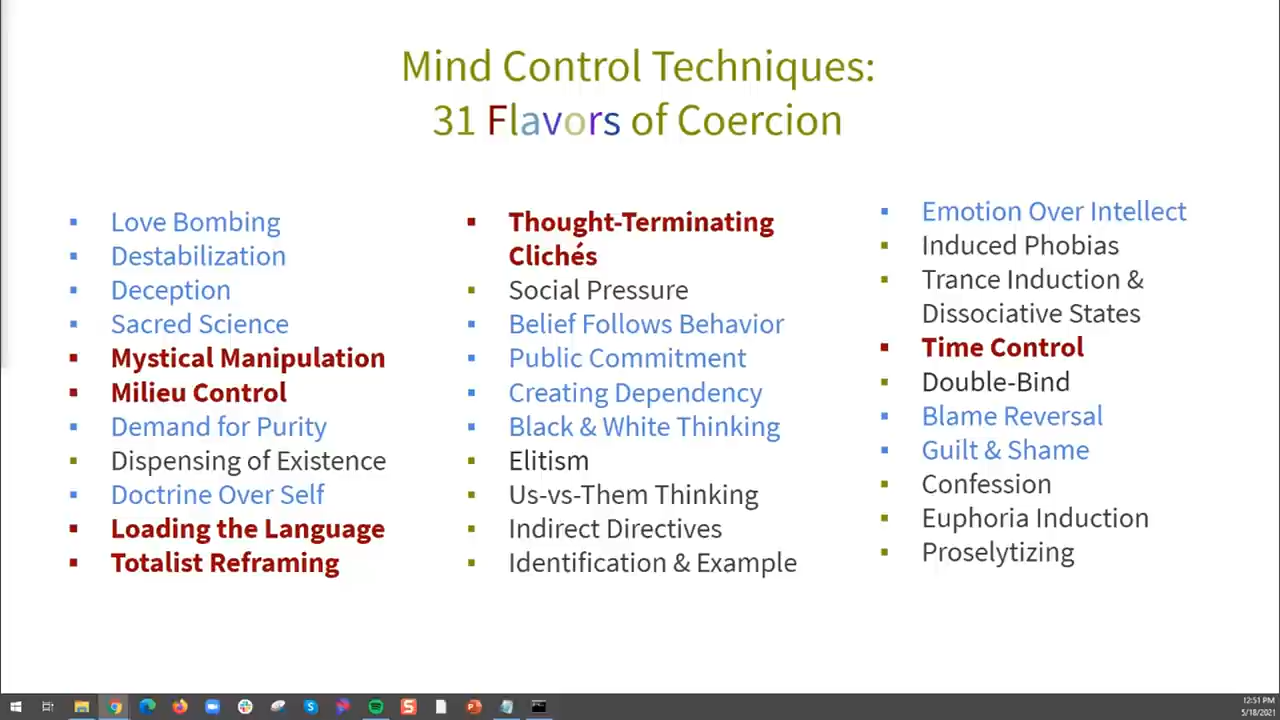 Mind Control Techniques:
31 Flavors of Coercion
Love Bombing
Destabilization
Deception
Sacred Science
Mystical Manipulation
Milieu Control
Demand for Purity
Dispensing of Existence
Doctrine Over Self
Loading the Language
Totalist Reframing
Thought-Terminating
Clichés
Social Pressure
Belief Follows Behavior
Public Commitment
Creating Dependency
Black & White Thinking
Elitism
Us-vs-Them Thinking
Indirect Directives
Identification & Example
Emotion Over Intellect
Induced Phobias
Trance Induction &
Dissociative States
Time Control
Double-Bind
Blame Reversal
Guilt & Shame
Confession
Euphoria Induction
Proselytizing
12:51 PM
5/18/2021